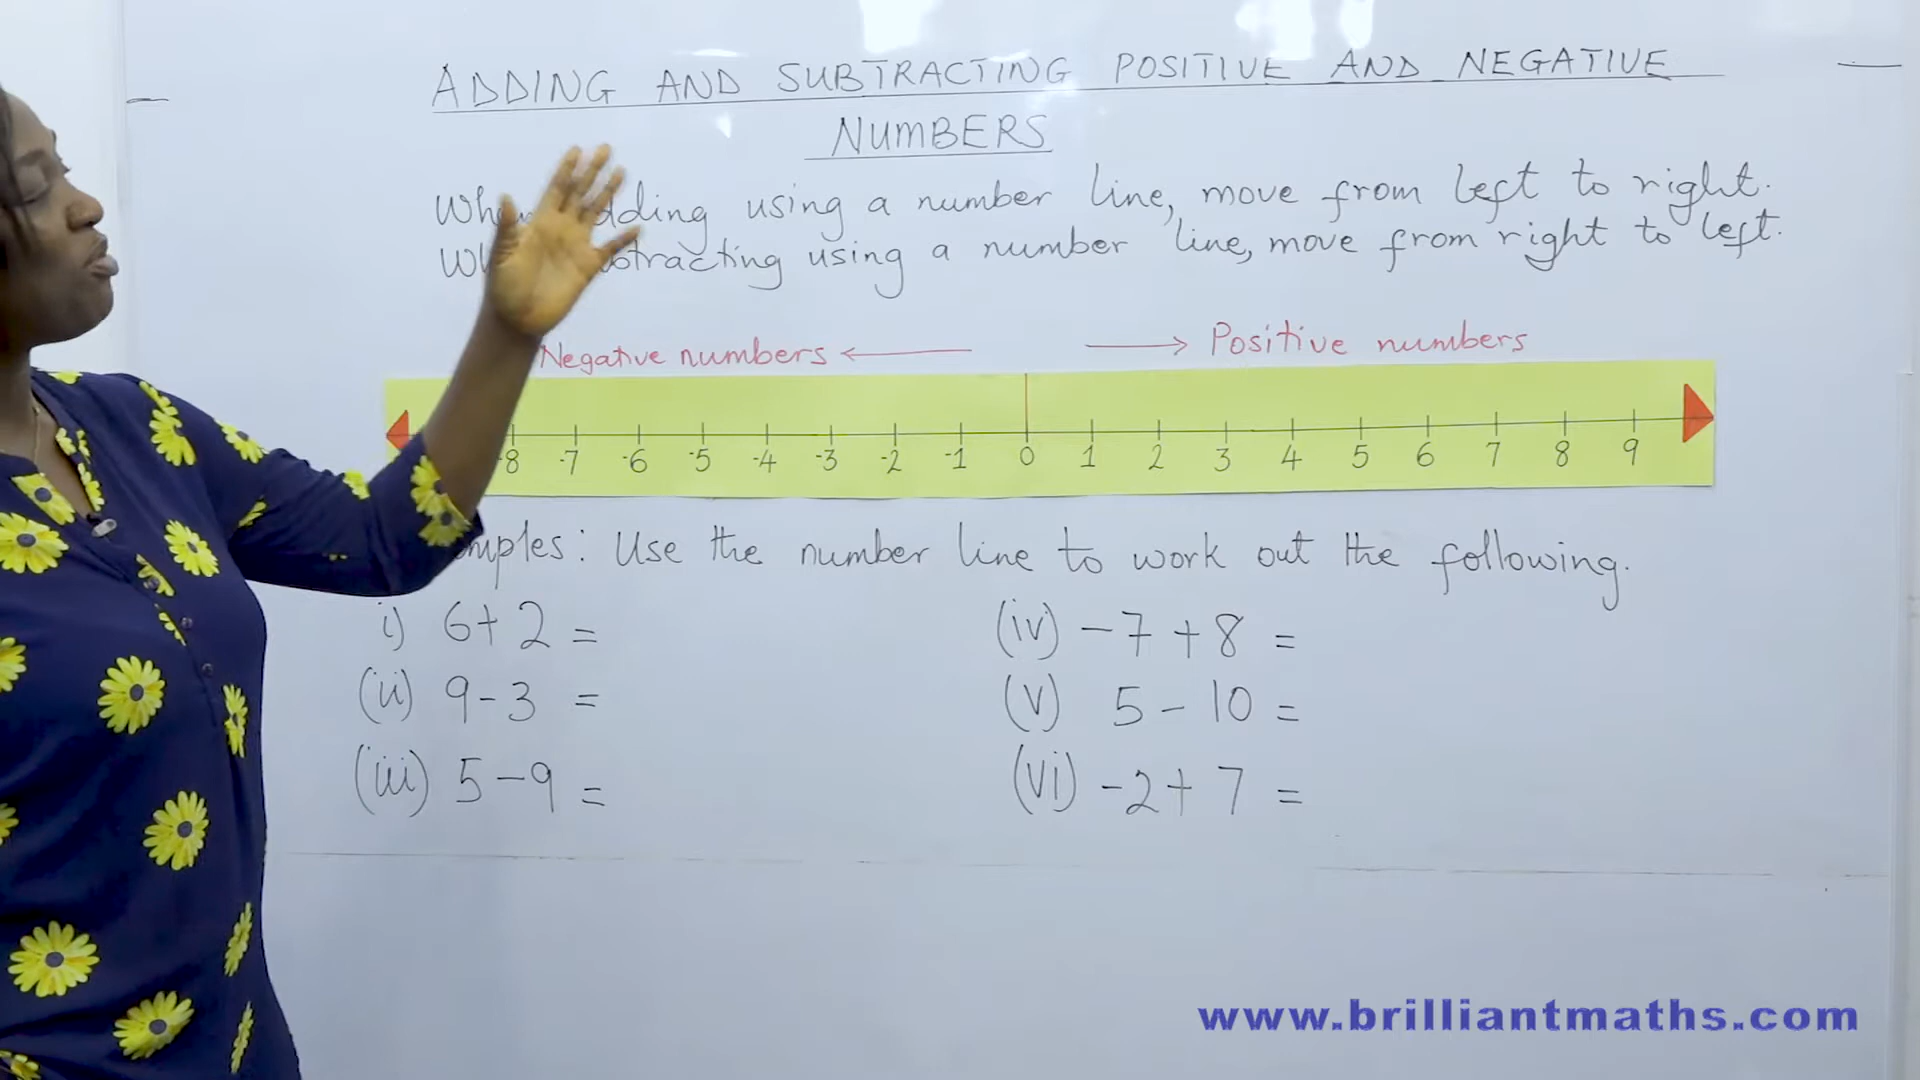 ADDING AND SUBTRACTING POSITIVE AND NEGATIVE
NUMBERS
using a number line, move from left to right.
using a number line, move from right to left.
Negative numbers ← → Positive numbers
-8 -7 -6 -5 -4 -3 -2 -1 0 1 2 3 4 5 6 7 8 9
: Use the number line to work out the following.
i) 6+2 =
(ii) 9-3 =
(iii) 5-9 =
(iv) -7+8 =
(v) 5-10 =
(vi) -2+7 =
www.brilliantmaths.com